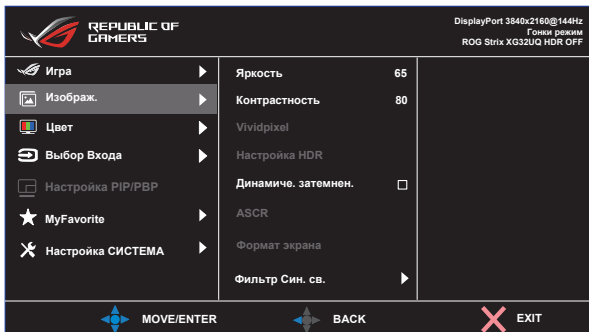 REPUBLIC OF
GAMERS
DisplayPort 3840x2160@144Hz
Гонки режим
ROG Strix XG32UQ HDR OFF
Игра
Изображ.
Цвет
Выбор Входа
Настройка PIP/PBP
MyFavorite
Настройка СИСТЕМА
Яркость 65
Контрастность 80
Vividpixel
Настройка HDR
Динамиче. затемнен.
ASCR
Формат экрана
Фильтр Син. св.
MOVE/ENTER
BACK
EXIT